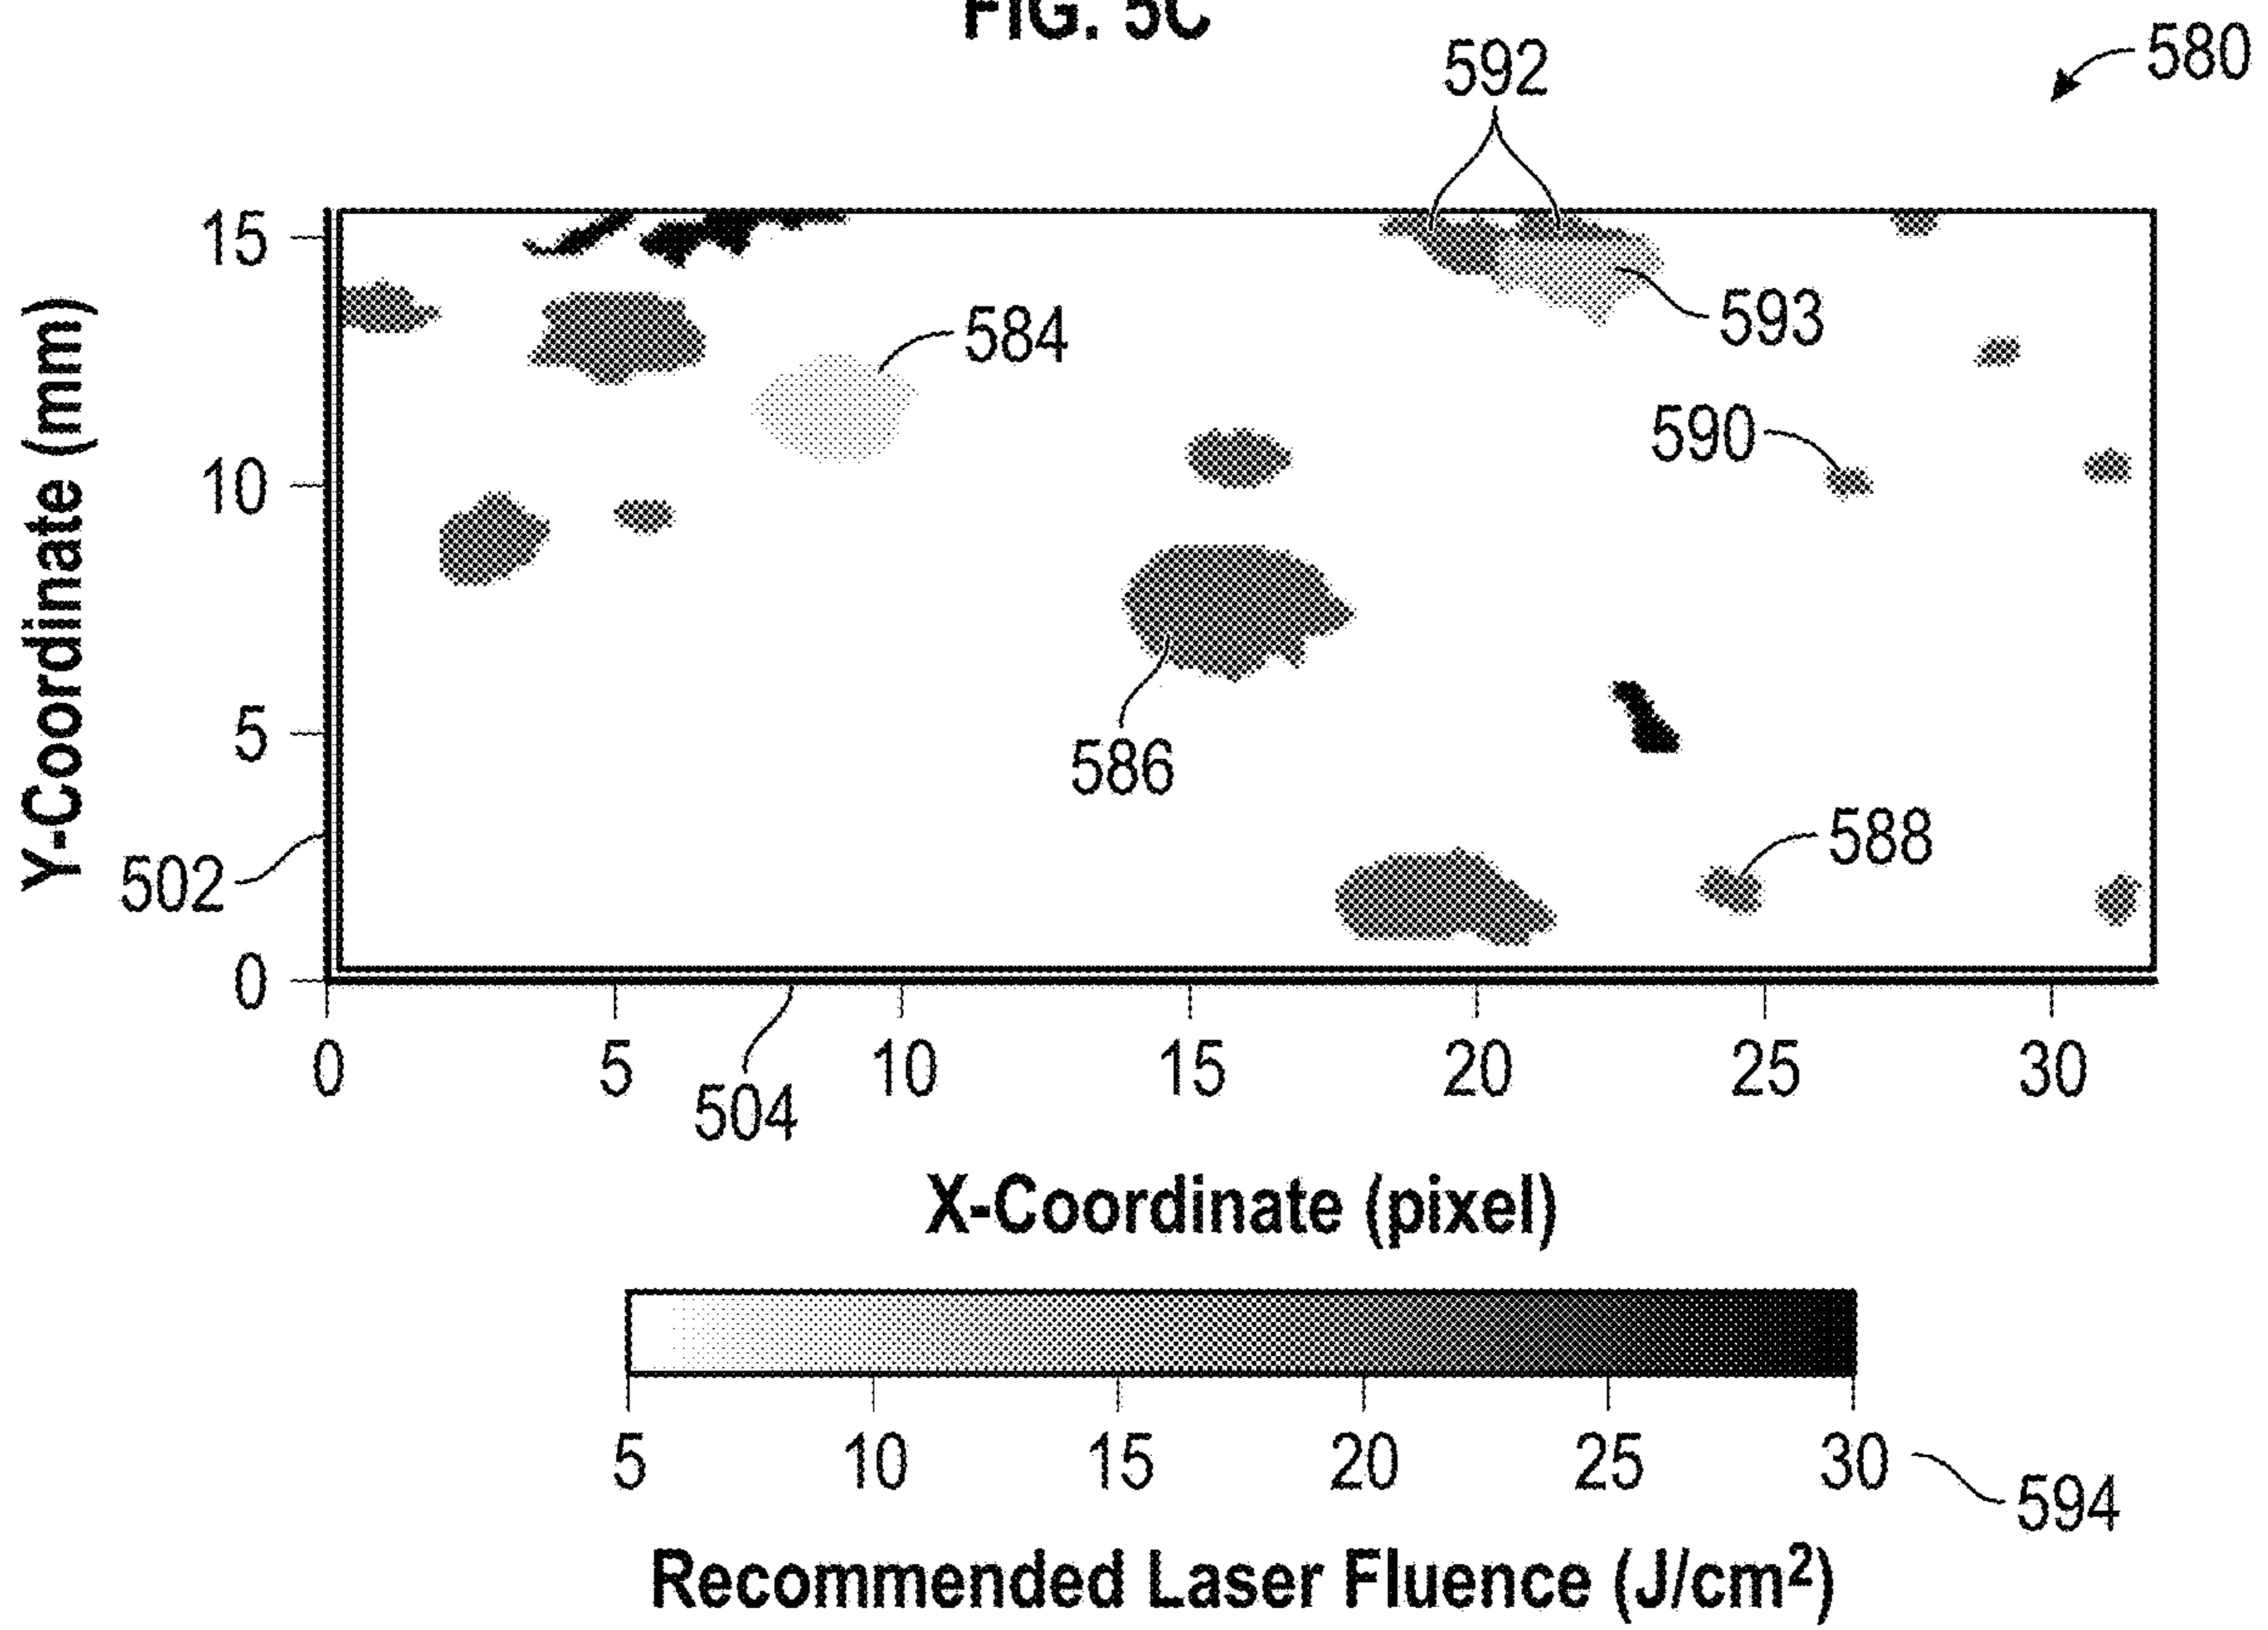 FIG. 5C
580
592
15
593
584
590
10
Y-Coordinate (mm)
5
586
588
502
0
0 5 10 15 20 25 30
504
X-Coordinate (pixel)
5 10 15 20 25 30
594
Recommended Laser Fluence (J/cm²)